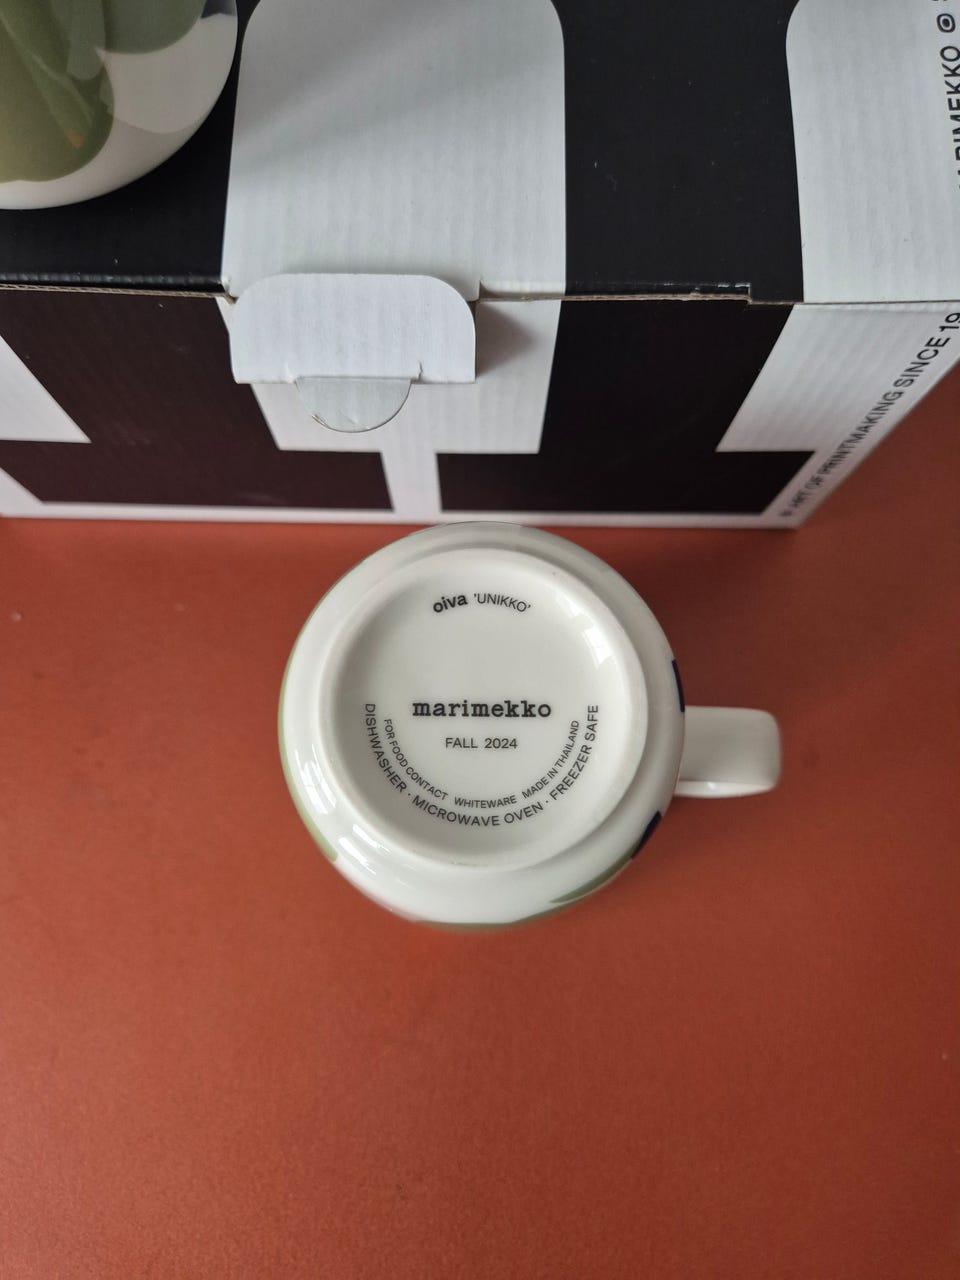 MARIMEKKO
® ART OF PRINTMAKING SINCE 19
oiva 'UNIKKO'
marimekko
FALL 2024
FOR FOOD CONTACT WHITEWARE MADE IN THAILAND
DISHWASHER · MICROWAVE OVEN · FREEZER SAFE